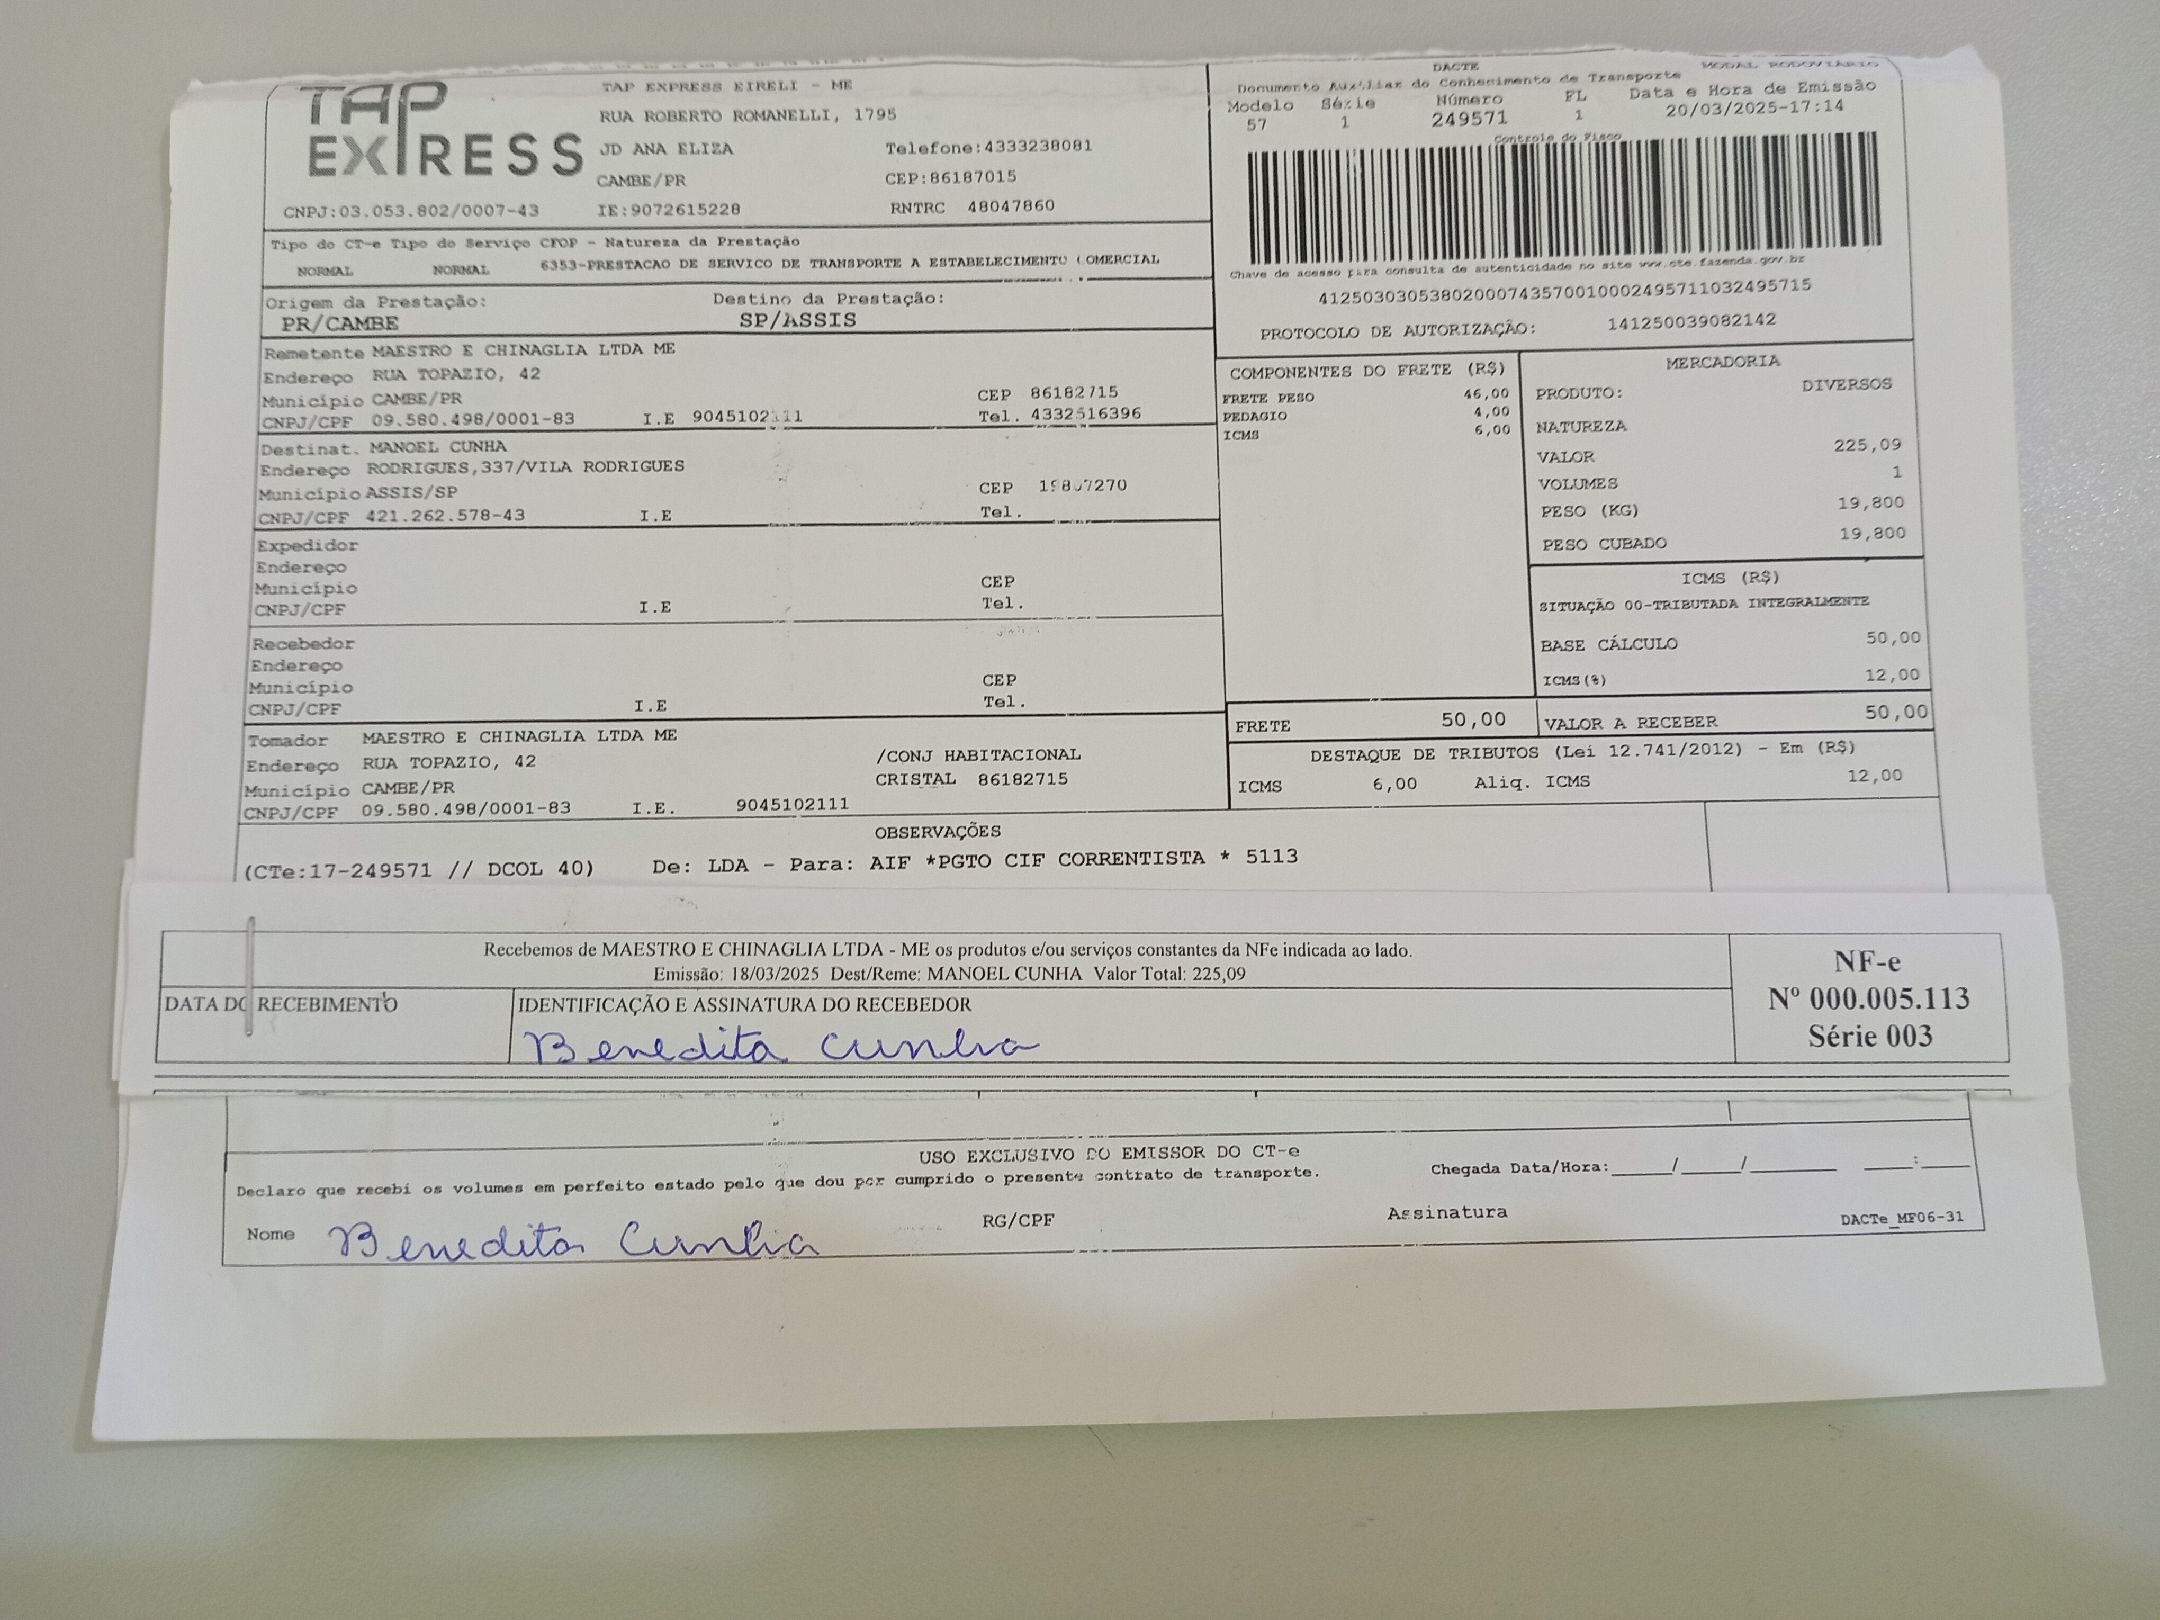 TAP EXPRESS
TAP EXPRESS EIRELI - ME
RUA ROBERTO ROMANELLI, 1795
JD ANA ELIZA Telefone:4333238081
CAMBE/PR CEP:86187015
CNPJ:03.053.802/0007-43 IE:9072615228 RNTRC 48047860
DACTE MODAL RODOVIÁRIO
Documento Auxiliar do Conhecimento de Transporte
Modelo Série Número FL Data e Hora de Emissão
57 1 249571 1 20/03/2025-17:14
Controle do Fisco
Chave de acesso para consulta de autenticidade no site www.cte.fazenda.gov.br
41250303053802000743570010002495711032495715
PROTOCOLO DE AUTORIZAÇÃO: 141250039082142
Tipo do CT-e Tipo do Serviço CFOP - Natureza da Prestação
NORMAL NORMAL 6353-PRESTACAO DE SERVICO DE TRANSPORTE A ESTABELECIMENTO COMERCIAL
Origem da Prestação: Destino da Prestação:
PR/CAMBE SP/ASSIS
Remetente MAESTRO E CHINAGLIA LTDA ME
Endereço RUA TOPAZIO, 42
Município CAMBE/PR CEP 86182715
CNPJ/CPF 09.580.498/0001-83 I.E 9045102111 Tel. 4332516396
Destinat. MANOEL CUNHA
Endereço RODRIGUES,337/VILA RODRIGUES
Município ASSIS/SP CEP
CNPJ/CPF 421.262.578-43 I.E Tel.
Expedidor
Endereço
Município CEP
CNPJ/CPF I.E Tel.
Recebedor
Endereço
Município CEP
CNPJ/CPF I.E Tel.
Tomador MAESTRO E CHINAGLIA LTDA ME
Endereço RUA TOPAZIO, 42 /CONJ HABITACIONAL
Município CAMBE/PR CRISTAL 86182715
CNPJ/CPF 09.580.498/0001-83 I.E. 9045102111
COMPONENTES DO FRETE (R$)
FRETE PESO 46,00
PEDAGIO 4,00
ICMS 6,00
MERCADORIA
PRODUTO: DIVERSOS
NATUREZA
VALOR 225,09
VOLUMES 1
PESO (KG) 19,800
PESO CUBADO 19,800
ICMS (R$)
SITUAÇÃO 00-TRIBUTADA INTEGRALMENTE
BASE CÁLCULO 50,00
ICMS(%) 12,00
FRETE 50,00 VALOR A RECEBER 50,00
DESTAQUE DE TRIBUTOS (Lei 12.741/2012) - Em (R$)
ICMS 6,00 Aliq. ICMS 12,00
OBSERVAÇÕES
(CTe:17-249571 // DCOL 40) De: LDA - Para: AIF *PGTO CIF CORRENTISTA * 5113
Recebemos de MAESTRO E CHINAGLIA LTDA - ME os produtos e/ou serviços constantes da NFe indicada ao lado.
Emissão: 18/03/2025 Dest/Reme: MANOEL CUNHA Valor Total: 225,09
DATA DO RECEBIMENTO IDENTIFICAÇÃO E ASSINATURA DO RECEBEDOR
Benedita Cunha
NF-e
Nº 000.005.113
Série 003
USO EXCLUSIVO DO EMISSOR DO CT-e
Declaro que recebi os volumes em perfeito estado pelo que dou por cumprido o presente contrato de transporte.
Chegada Data/Hora:_____/_____/_______ ____:____
Nome Benedita Cunha RG/CPF Assinatura DACTe_MF06-31